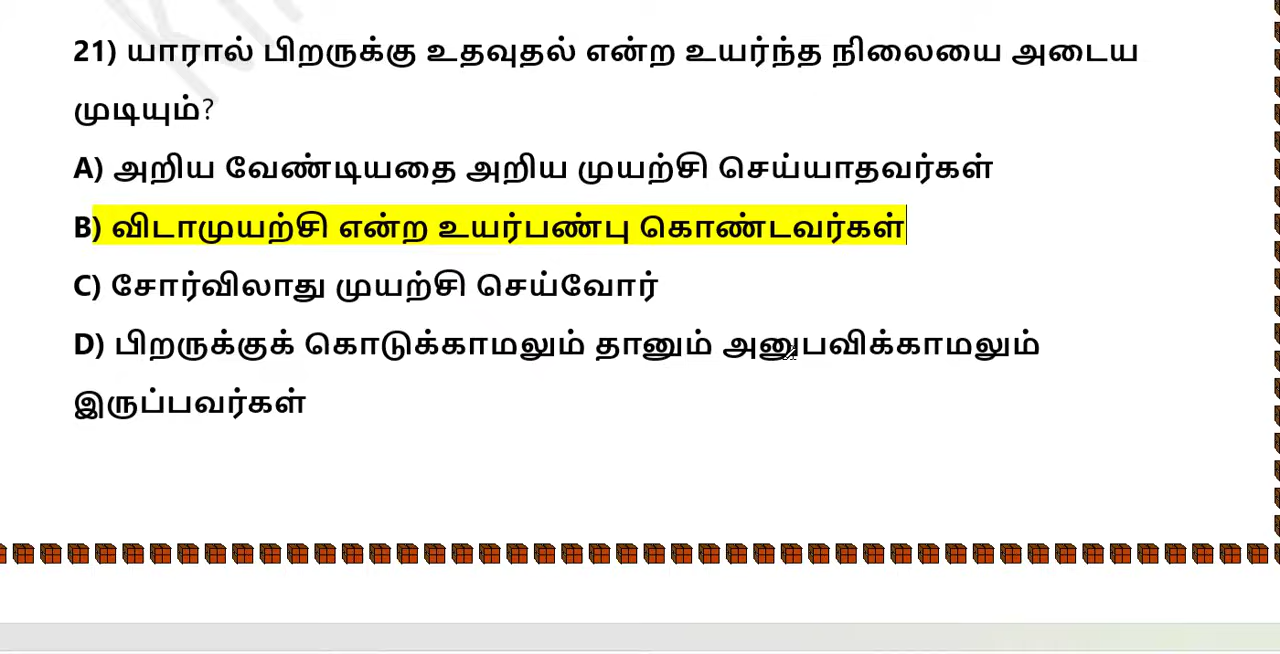 21) யாரால் பிறருக்கு உதவுதல் என்ற உயர்ந்த நிலையை அடைய
முடியும்?
A) அறிய வேண்டியதை அறிய முயற்சி செய்யாதவர்கள்
B) விடாமுயற்சி என்ற உயர்பண்பு கொண்டவர்கள்
C) சோர்விலாது முயற்சி செய்வோர்
D) பிறருக்குக் கொடுக்காமலும் தானும் அனுபவிக்காமலும்
இருப்பவர்கள்